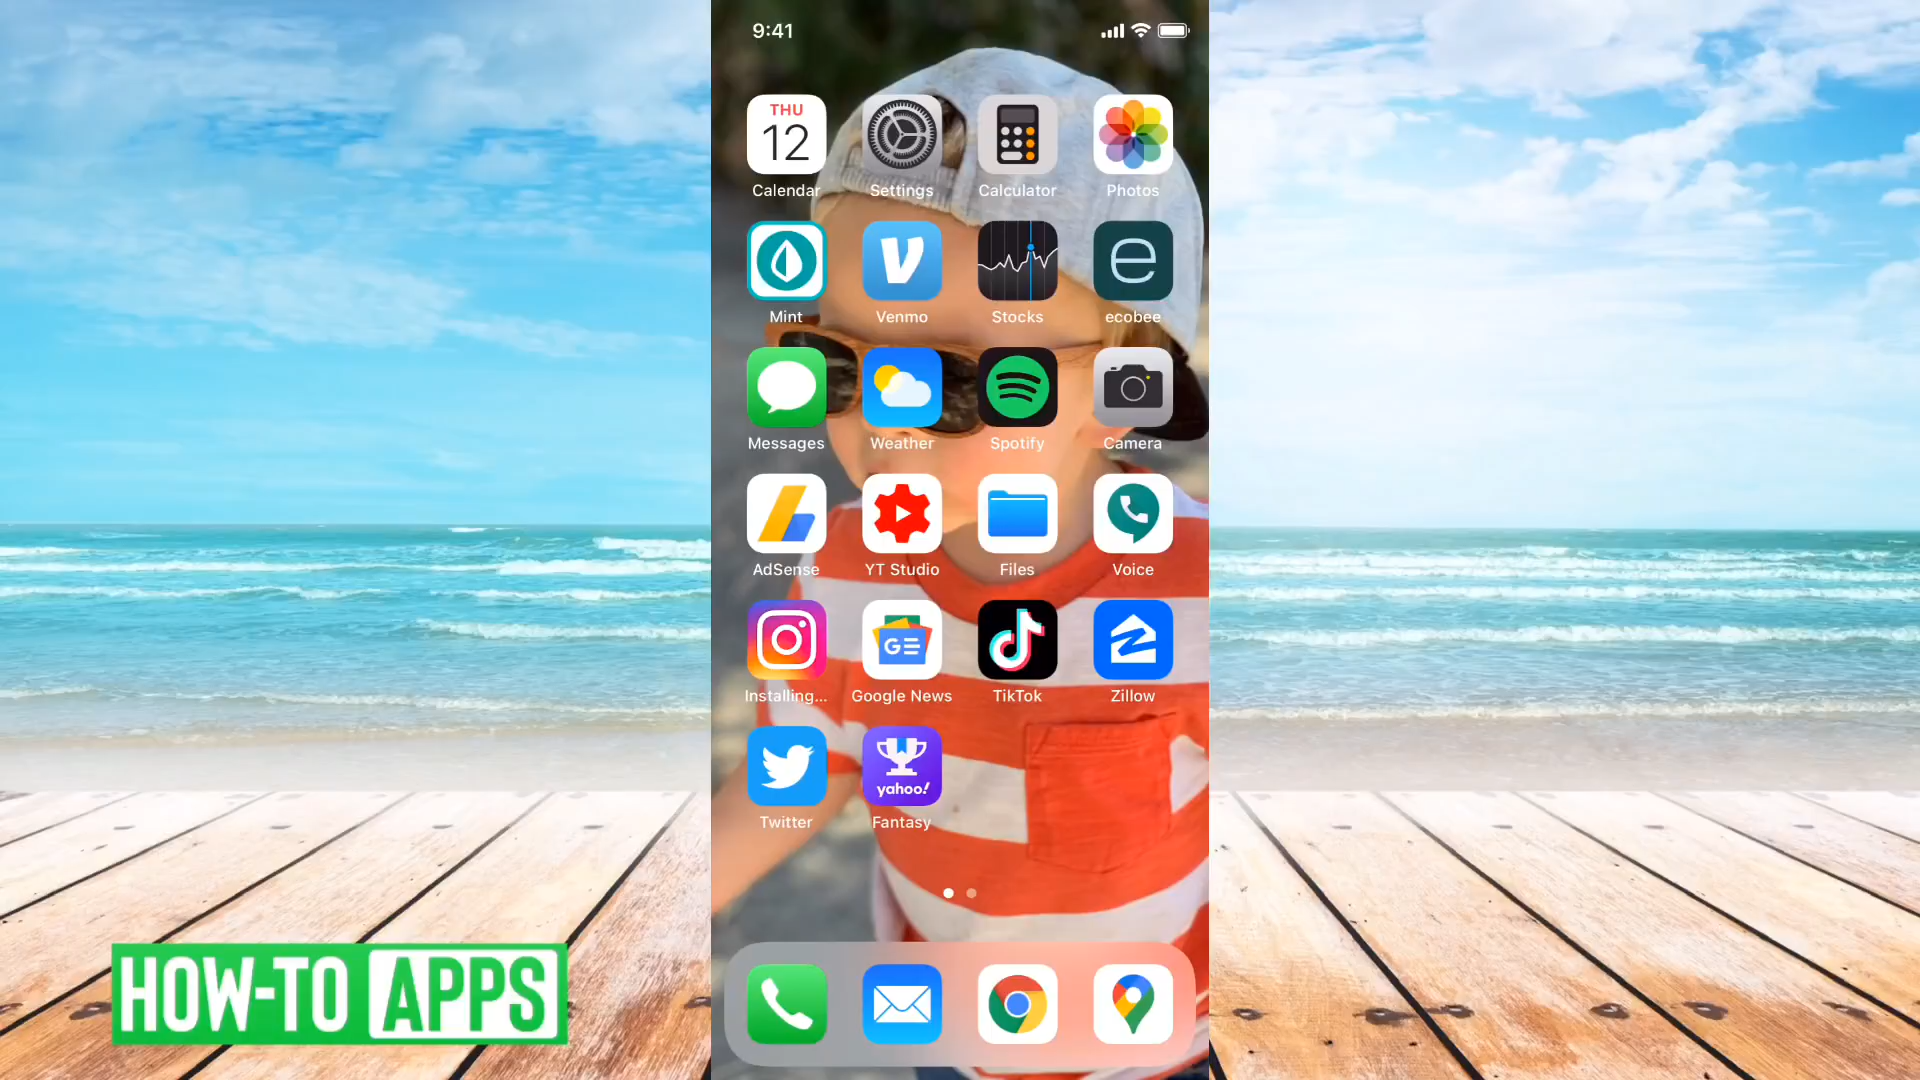 9:41
THU
12
Calendar Settings Calculator Photos
e
Mint Venmo Stocks ecobee
Messages Weather Spotify Camera
AdSense YT Studio Files Voice
GE
Installing... Google News TikTok Zillow
yahoo!
Twitter Fantasy
HOW-TO APPS